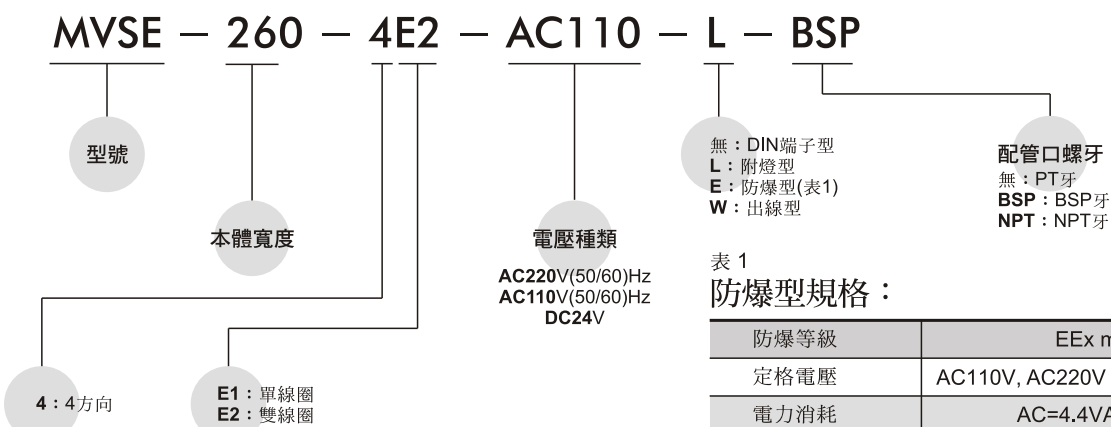 MVSE — 260 — 4E2 — AC110 — L — BSP
型號
本體寬度
電壓種類
AC220V(50/60)Hz
AC110V(50/60)Hz
DC24V
無：DIN端子型
L：附燈型
E：防爆型(表1)
W：出線型
配管口螺牙
無：PT牙
BSP：BSP牙
NPT：NPT牙
4：4方向
E1：單線圈
E2：雙線圈
表 1
防爆型規格：
防爆等級 EEx m
定格電壓 AC110V, AC220V
電力消耗 AC=4.4VA